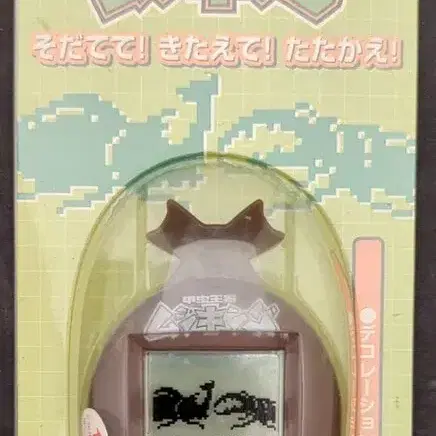 そだてて! きたえて! たたかえ!
甲虫王者
ムシキング
●デコレーショ